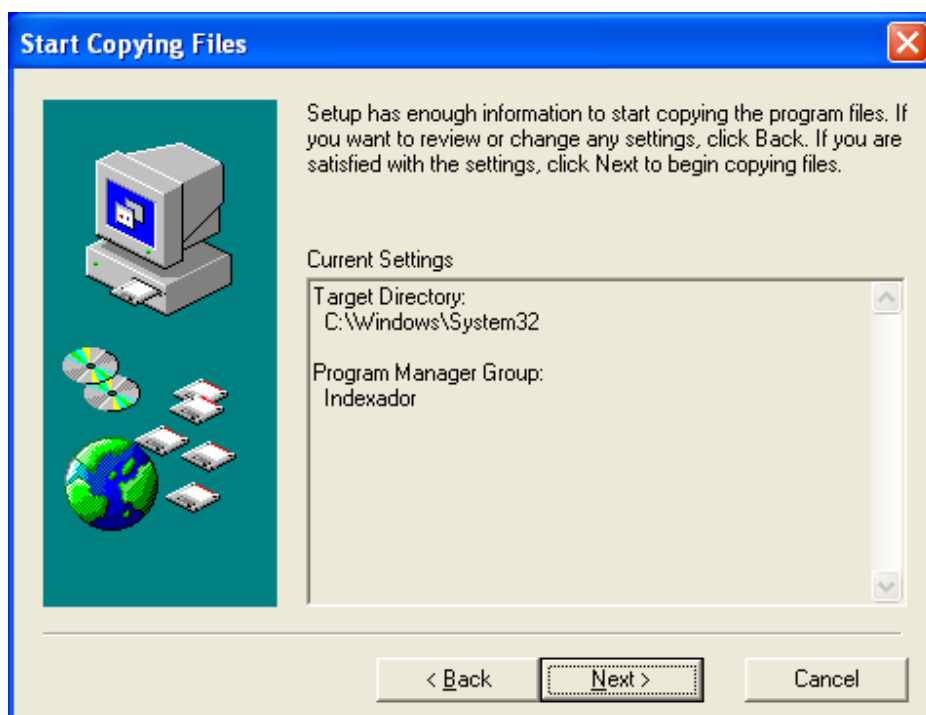 Start Copying Files
Setup has enough information to start copying the program files. If
you want to review or change any settings, click Back. If you are
satisfied with the settings, click Next to begin copying files.
Current Settings
Target Directory:
C:\Windows\System32
Program Manager Group:
Indexador
< Back
Next >
Cancel